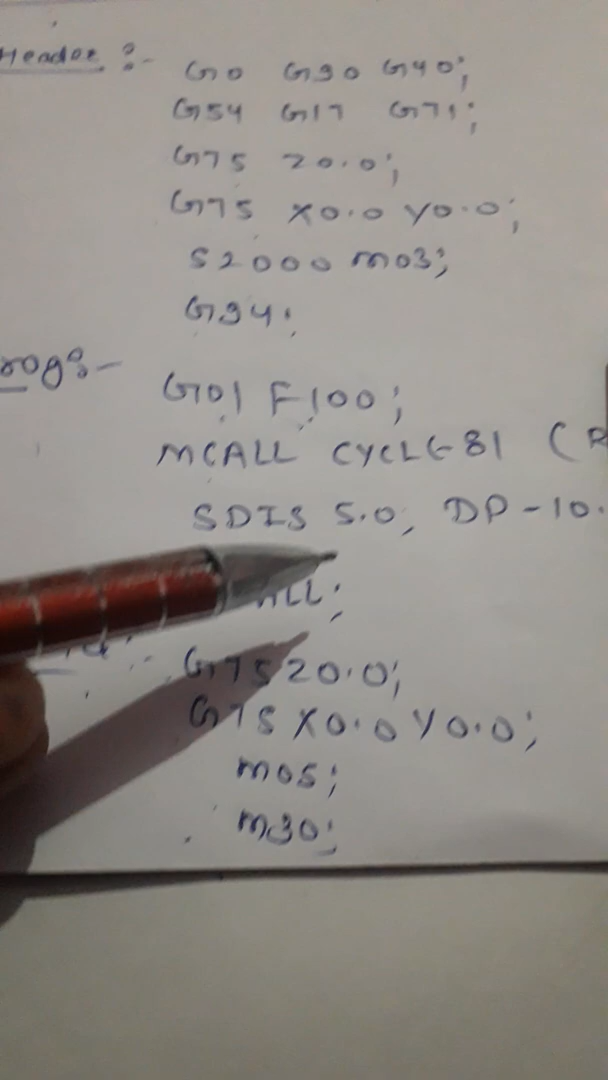 Header :-
G0 G90 G40;
G54 G17 G71;
G75 Z0.0;
G75 X0.0 Y0.0;
S2000 M03;
G94;
G01 F100;
MCALL CYCLE81 (R
SDIS 5.0, DP-10.
G75 Z0.0;
G75 X0.0 Y0.0;
M05;
M30;